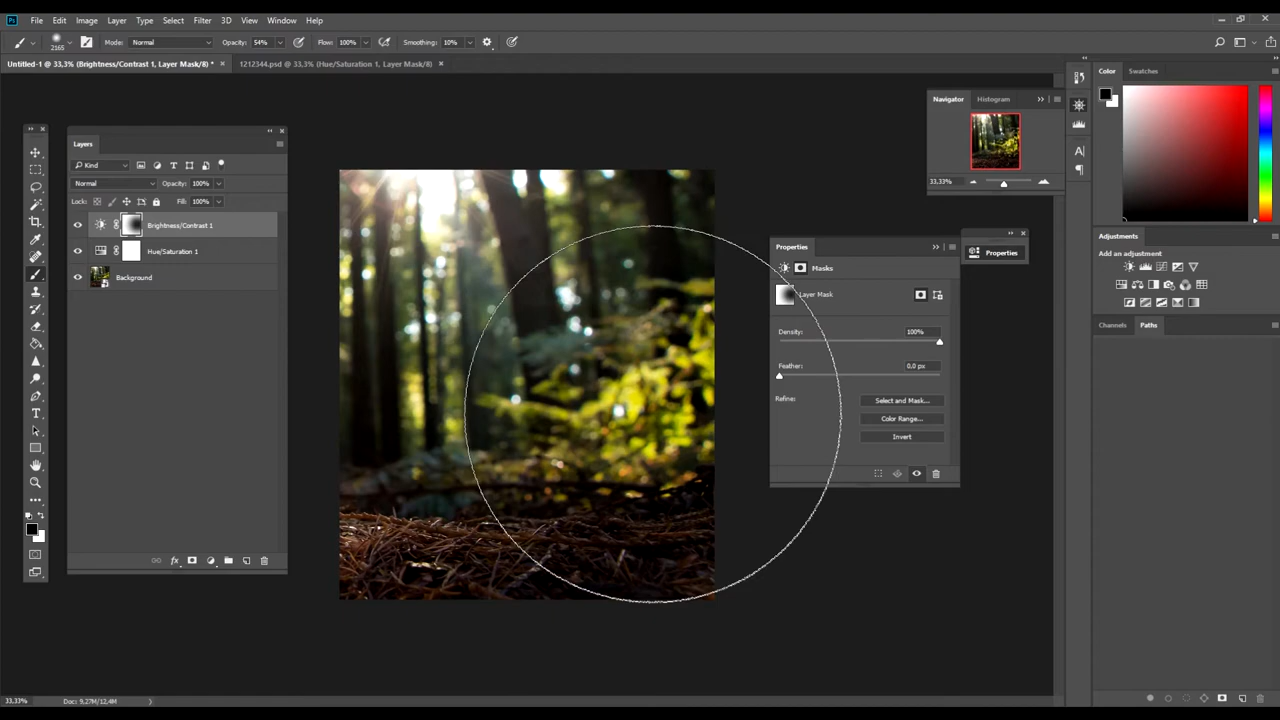 Ps File Edit Image Layer Type Select Filter 3D View Window Help
2165 Mode: Normal Opacity: 54% Flow: 100% Smoothing: 10%
Untitled-1 @ 33,3% (Brightness/Contrast 1, Layer Mask/8) * × 1212344.psd @ 33,3% (Hue/Saturation 1, Layer Mask/8) ×
Color Swatches
Navigator Histogram
33,33%
Layers
Kind
Normal Opacity: 100%
Lock: Fill: 100%
Brightness/Contrast 1
Hue/Saturation 1
Background
fx
Properties
Masks
Layer Mask
Density: 100%
Feather: 0,0 px
Refine: Select and Mask...
Color Range...
Invert
Properties
Adjustments
Add an adjustment
Channels Paths
33,33% Doc: 9,27M/12,4M